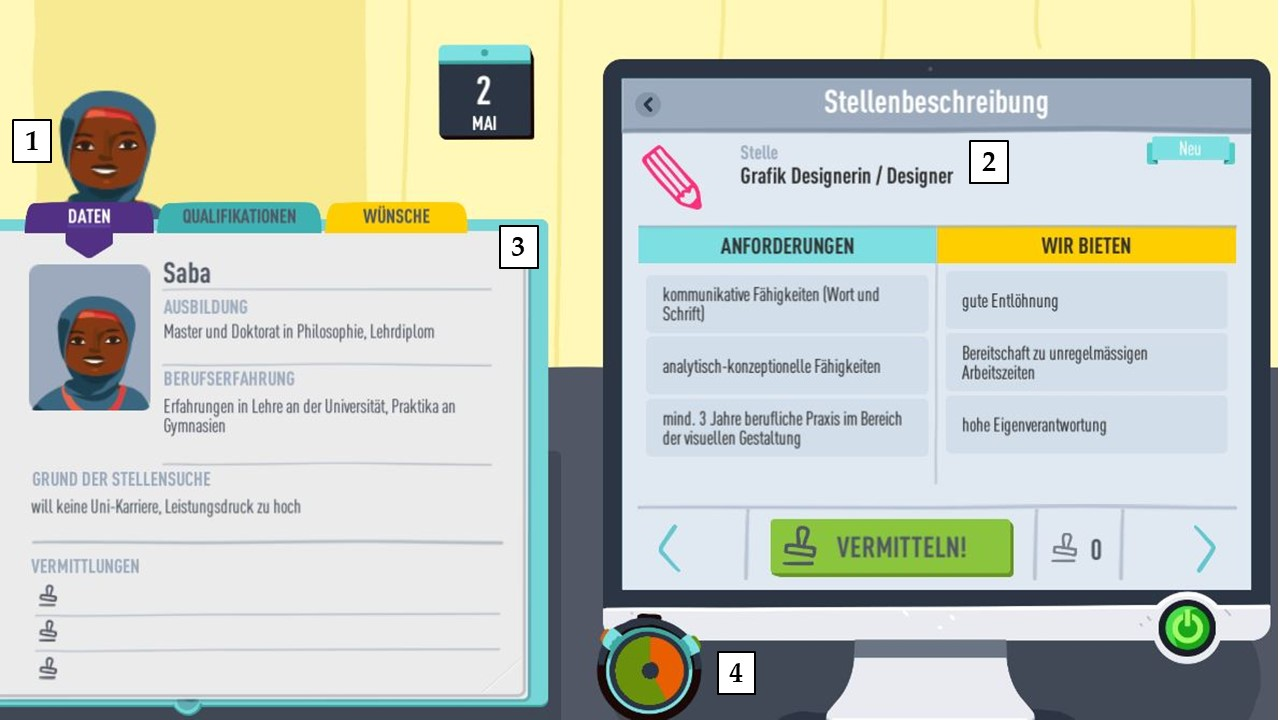 1
2
MAI
DATEN
QUALIFIKATIONEN
WÜNSCHE
3
Saba
AUSBILDUNG
Master und Doktorat in Philosophie, Lehrdiplom
BERUFSERFAHRUNG
Erfahrungen in Lehre an der Universität, Praktika an
Gymnasien
GRUND DER STELLENSUCHE
will keine Uni-Karriere, Leistungsdruck zu hoch
VERMITTLUNGEN
Stellenbeschreibung
Stelle
Grafik Designerin / Designer
2
Neu
ANFORDERUNGEN
kommunikative Fähigkeiten (Wort und
Schrift)
analytisch-konzeptionelle Fähigkeiten
mind. 3 Jahre berufliche Praxis im Bereich
der visuellen Gestaltung
WIR BIETEN
gute Entlöhnung
Bereitschaft zu unregelmässigen
Arbeitszeiten
hohe Eigenverantwortung
VERMITTELN!
0
4